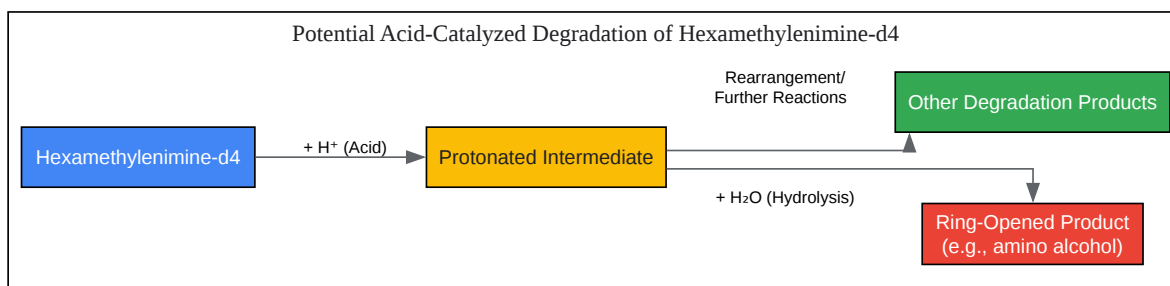 Potential Acid-Catalyzed Degradation of Hexamethylenimine-d4
Rearrangement/
Further Reactions
Other Degradation Products
Hexamethylenimine-d4
+ H⁺ (Acid)
Protonated Intermediate
+ H₂O (Hydrolysis)
Ring-Opened Product
(e.g., amino alcohol)